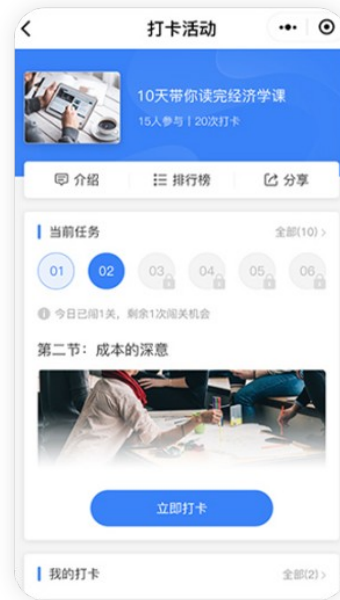 打卡活动
10天带你读完经济学课
15人参与丨20次打卡
介绍
排行榜
分享
当前任务
全部(10)
01
02
03
04
05
06
今日已闯1关，剩余1次闯关机会
第二节：成本的深意
立即打卡
我的打卡
全部(2)